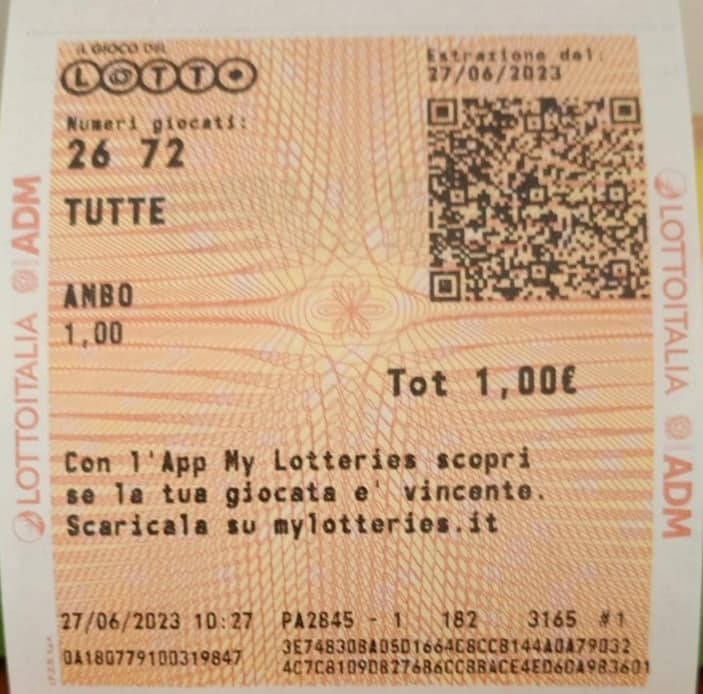 IL GIOCO DEL
LOTTO
Estrazione del:
27/06/2023
Numeri giocati:
26 72
TUTTE
AMBO
1,00
Tot 1,00€
Con l'App My Lotteries scopri
se la tua giocata e' vincente.
Scaricala su mylotteries.it
27/06/2023 10:27 PA2845 - 1 182 3165 #1
0A180779100319847
3E74830BA05D1664C8CCB144A0A79032
4C7C8109D827686CC8BACE4ED60A983601
LOTTOITALIA ADM
LOTTOITALIA ADM